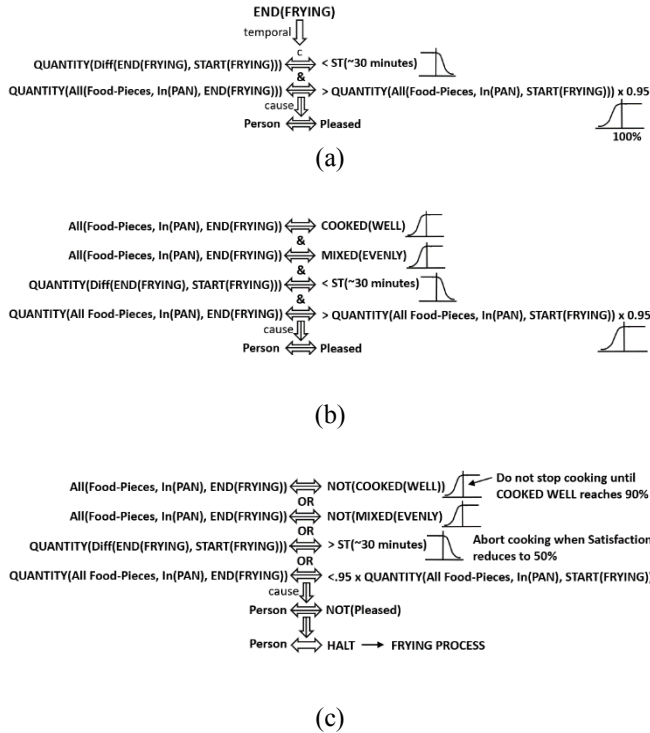 END(FRYING)
temporal
c
QUANTITY(Diff(END(FRYING), START(FRYING))) < ST(~30 minutes)
&
QUANTITY(All(Food-Pieces, In(PAN), END(FRYING)) > QUANTITY(All(Food-Pieces, In(PAN), START(FRYING))) x 0.95
cause
Person Pleased
100%
(a)
All(Food-Pieces, In(PAN), END(FRYING)) COOKED(WELL)
&
All(Food-Pieces, In(PAN), END(FRYING)) MIXED(EVENLY)
&
QUANTITY(Diff(END(FRYING), START(FRYING))) < ST(~30 minutes)
&
QUANTITY(All Food-Pieces, In(PAN), END(FRYING)) > QUANTITY(All Food-Pieces, In(PAN), START(FRYING)) x 0.95
cause
Person Pleased
(b)
All(Food-Pieces, In(PAN), END(FRYING)) NOT(COOKED(WELL)) Do not stop cooking until
COOKED WELL reaches 90%
OR
All(Food-Pieces, In(PAN), END(FRYING)) NOT(MIXED(EVENLY)
OR
QUANTITY(Diff(END(FRYING), START(FRYING))) > ST(~30 minutes) Abort cooking when Satisfaction
reduces to 50%
OR
QUANTITY(All Food-Pieces, In(PAN), END(FRYING)) <.95 x QUANTITY(All Food-Pieces, In(PAN), START(FRYING))
cause
Person NOT(Pleased)
Person HALT → FRYING PROCESS
(c)